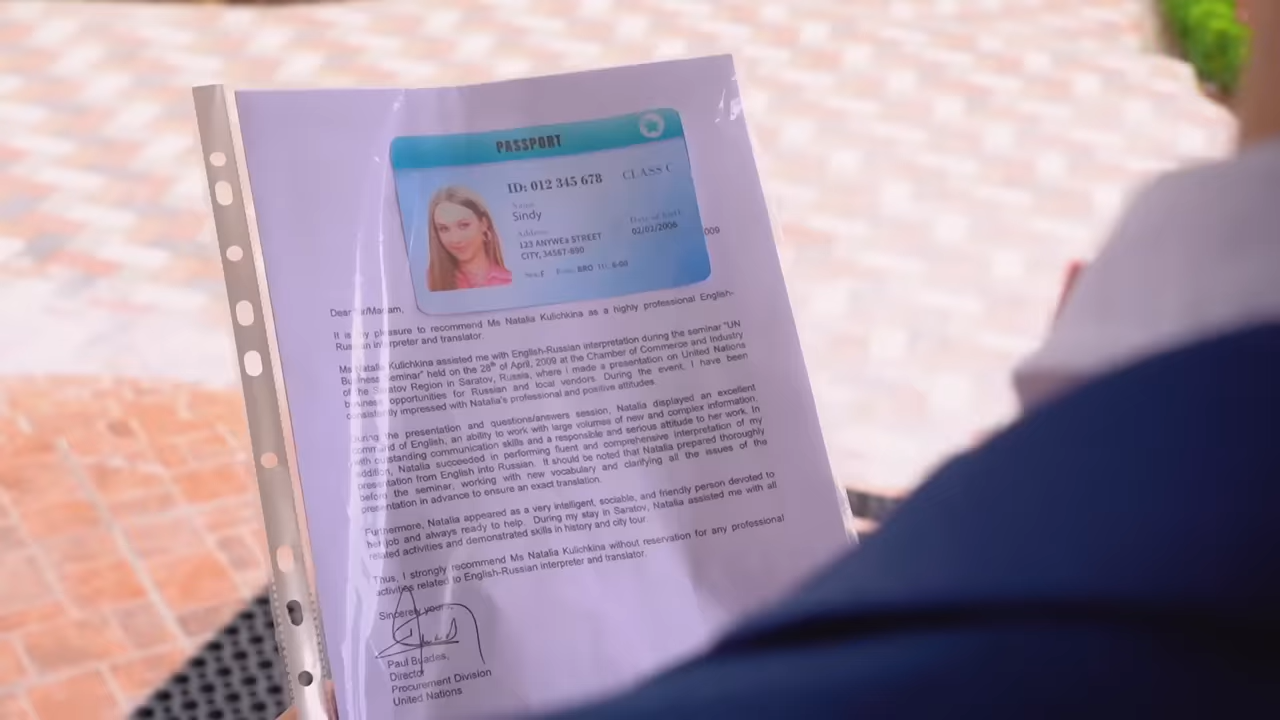 PASSPORT
ID: 012 345 678 CLASS C
Name
Sindy
Address
Date of birth
123 ANYWEa STREET
02/02/2006
CITY, 34567-890
BRO
6-00
009
Dear Madam,
It is my pleasure to recommend Ms Natalia Kulichkina as a highly professional English-
Russian interpreter and translator.
Ms Natalia Kulichkina assisted me with English-Russian interpretation during the seminar "UN
Business Seminar" held on the 28th of April, 2009 at the Chamber of Commerce and Industry
of the Saratov Region in Saratov, Russia, where I made a presentation on United Nations
business opportunities for Russian and local vendors. During the event, I have been
consistently impressed with Natalia's professional and positive attitudes.
During the presentation and questions/answers session, Natalia displayed an excellent
command of English, an ability to work with large volumes of new and complex information,
with outstanding communication skills and a responsible and serious attitude to her work. In
addition, Natalia succeeded in performing fluent and comprehensive interpretation of my
presentation from English into Russian. It should be noted that Natalia prepared thoroughly
before the seminar, working with new vocabulary and clarifying all the issues of the
presentation in advance to ensure an exact translation.
Furthermore, Natalia appeared as a very intelligent, sociable, and friendly person devoted to
her job and always ready to help. During my stay in Saratov, Natalia assisted me with all
related activities and demonstrated skills in history and city tour.
Thus, I strongly recommend Ms Natalia Kulichkina without reservation for any professional
activities related to English-Russian interpreter and translator.
Sincerely your
Paul Buades,
Director
Procurement Division
United Nations